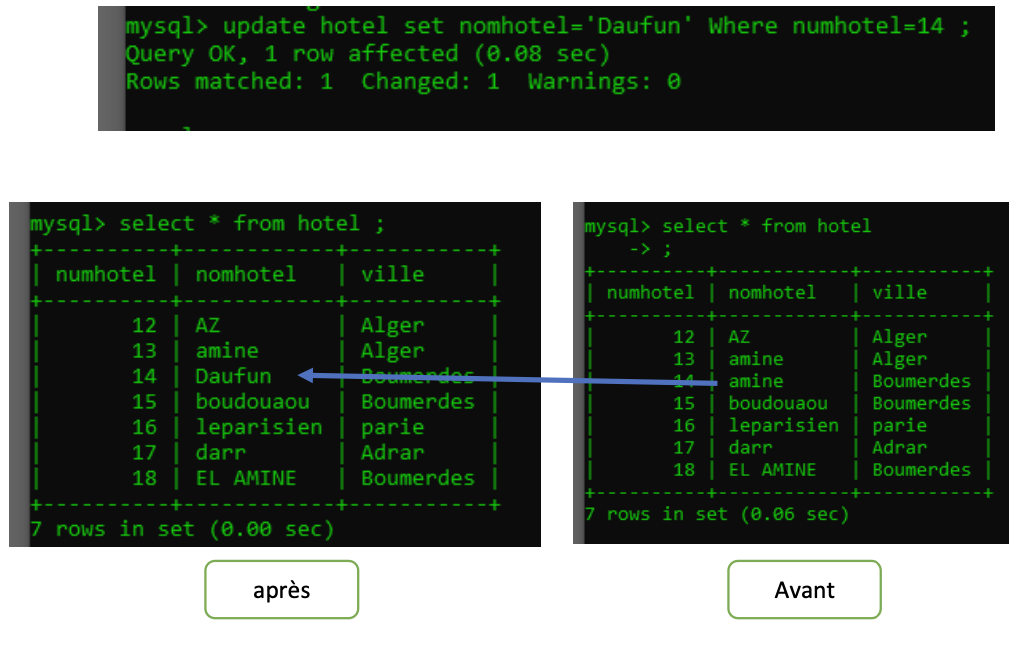 mysql> update hotel set nomhotel='Daufun' Where numhotel=14 ;
Query OK, 1 row affected (0.08 sec)
Rows matched: 1  Changed: 1  Warnings: 0
mysql> select * from hotel ;
+----------+------------+-----------+
| numhotel | nomhotel   | ville     |
+----------+------------+-----------+
|       12 | AZ         | Alger     |
|       13 | amine      | Alger     |
|       14 | Daufun     | Boumerdes |
|       15 | boudouaou  | Boumerdes |
|       16 | leparisien | parie     |
|       17 | darr       | Adrar     |
|       18 | EL AMINE   | Boumerdes |
+----------+------------+-----------+
7 rows in set (0.00 sec)
après
mysql> select * from hotel
    -> ;
+----------+------------+-----------+
| numhotel | nomhotel   | ville     |
+----------+------------+-----------+
|       12 | AZ         | Alger     |
|       13 | amine      | Alger     |
|       14 | amine      | Boumerdes |
|       15 | boudouaou  | Boumerdes |
|       16 | leparisien | parie     |
|       17 | darr       | Adrar     |
|       18 | EL AMINE   | Boumerdes |
+----------+------------+-----------+
7 rows in set (0.06 sec)
Avant